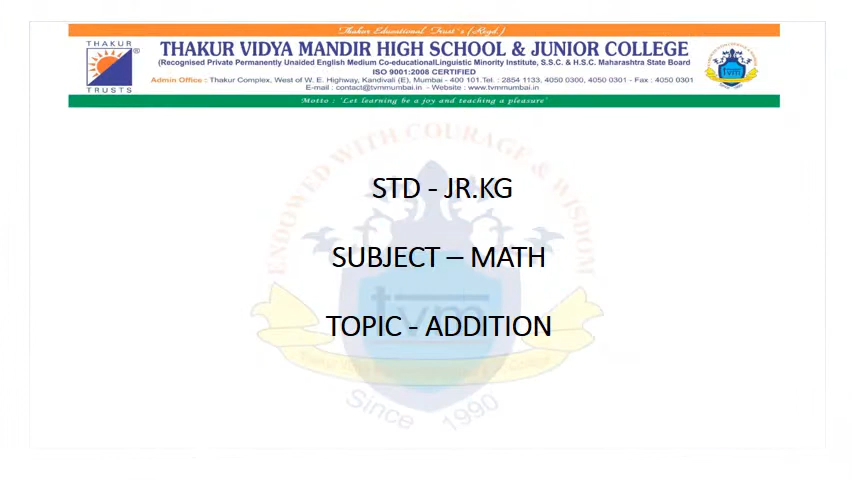 Thakur Educational Trust's (Regd.)
THAKUR
TRUSTS
®
THAKUR VIDYA MANDIR HIGH SCHOOL & JUNIOR COLLEGE
(Recognised Private Permanently Unaided English Medium Co-educationalLinguistic Minority Institute, S.S.C. & H.S.C. Maharashtra State Board
ISO 9001:2008 CERTIFIED
Admin Office : Thakur Complex, West of W. E. Highway, Kandivali (E), Mumbai - 400 101.Tel. : 2854 1133, 4050 0300, 4050 0301 - Fax : 4050 0301
E-mail : contact@tvmmumbai.in - Website : www.tvmmumbai.in
tvm
Motto : 'Let learning be a joy and teaching a pleasure'
ENDOWED WITH COURAGE & WISDOM
STD - JR.KG
SUBJECT – MATH
tvm
TOPIC - ADDITION
Since 1990